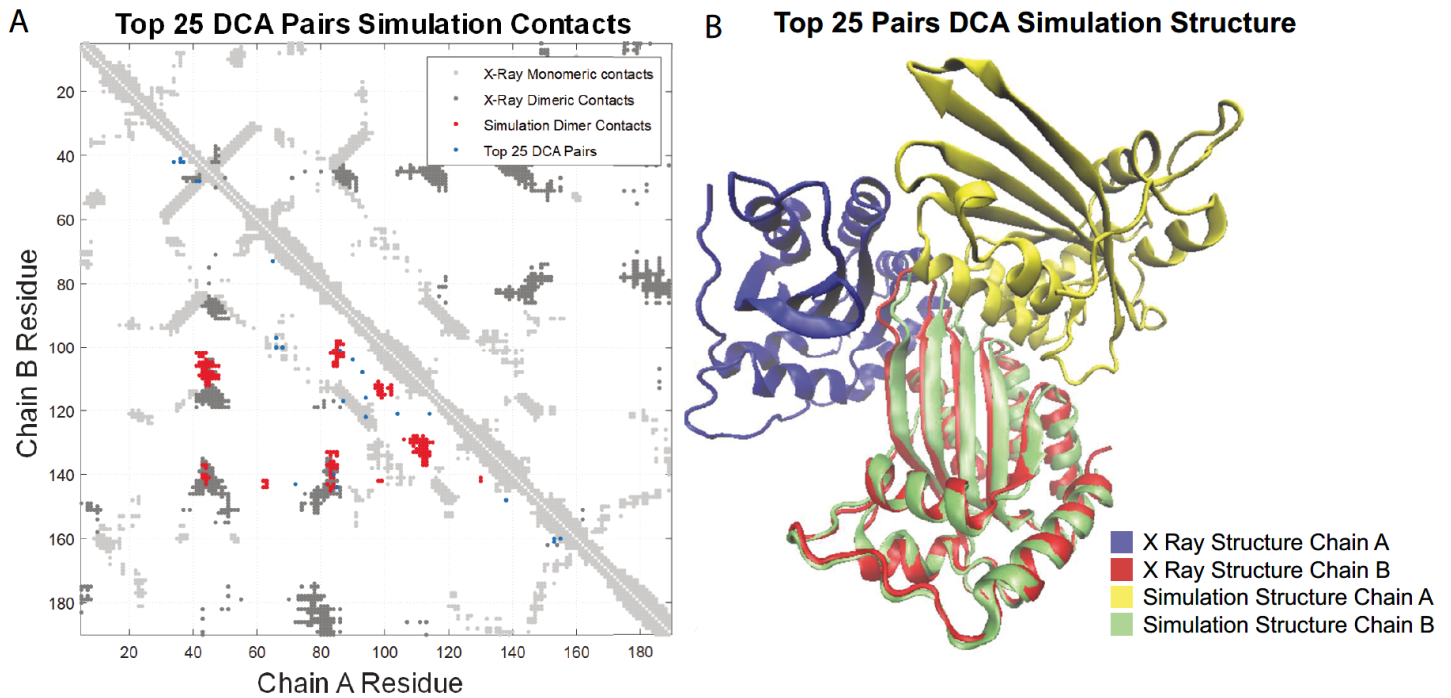 A
Top 25 DCA Pairs Simulation Contacts
X-Ray Monomeric contacts
X-Ray Dimeric Contacts
Simulation Dimer Contacts
Top 25 DCA Pairs
20
40
60
80
100
120
140
160
180
Chain B Residue
20 40 60 80 100 120 140 160 180
Chain A Residue
B
Top 25 Pairs DCA Simulation Structure
X Ray Structure Chain A
X Ray Structure Chain B
Simulation Structure Chain A
Simulation Structure Chain B